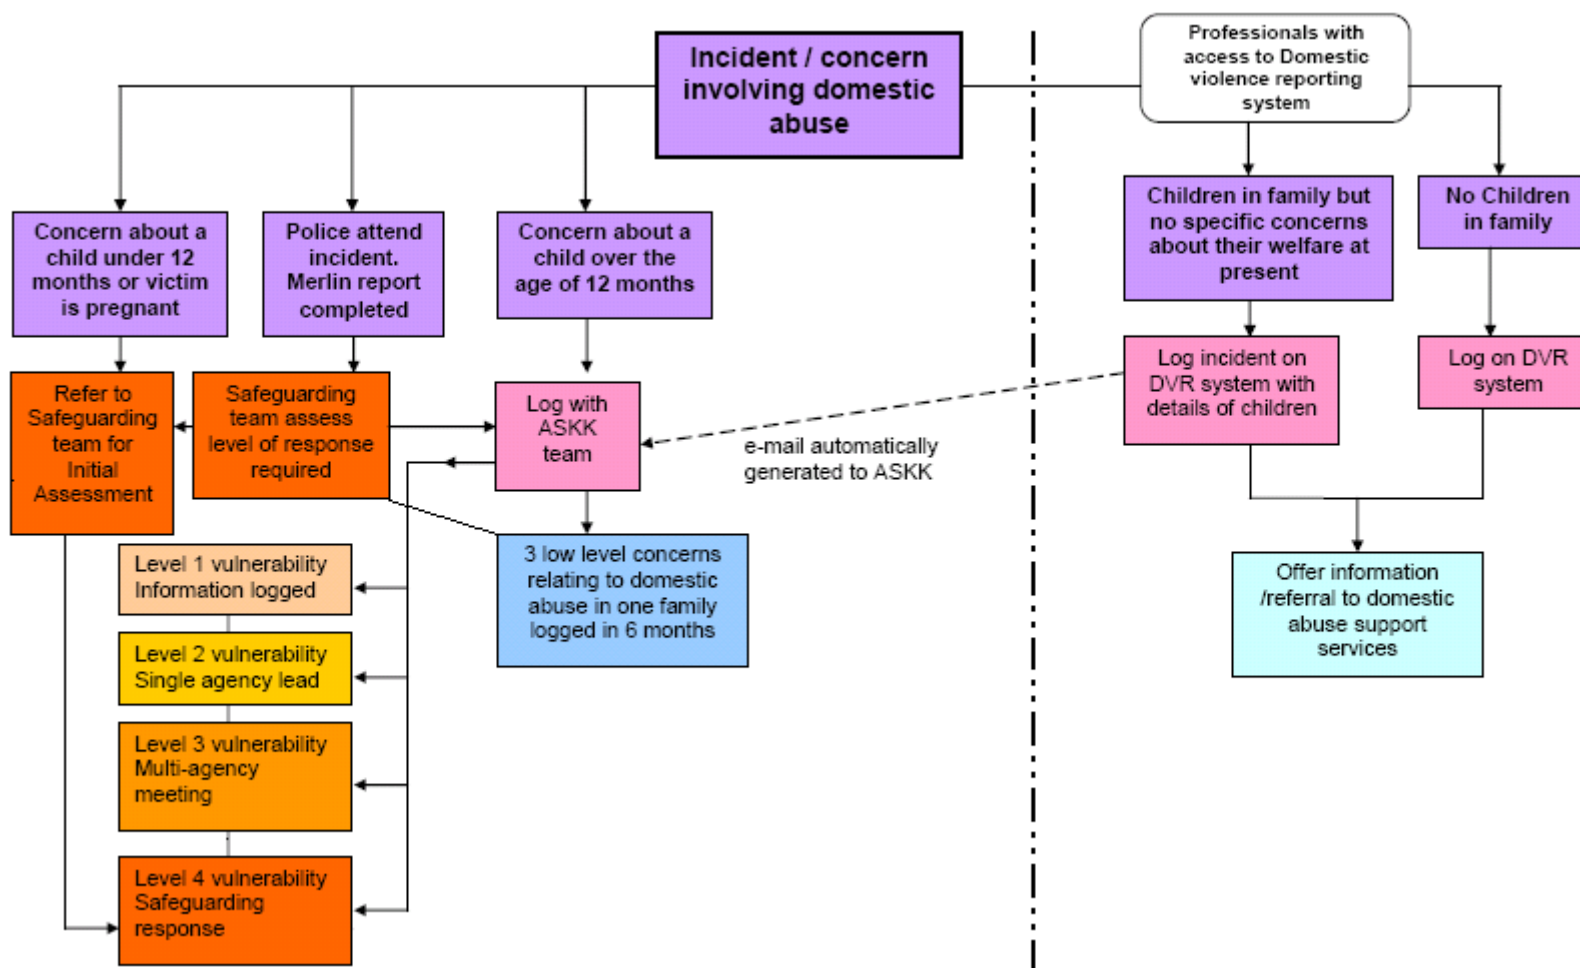 Incident / concern
involving domestic
abuse
Professionals with
access to Domestic
violence reporting
system
Concern about a
child under 12
months or victim
is pregnant
Police attend
incident.
Merlin report
completed
Concern about a
child over the
age of 12 months
Children in family but
no specific concerns
about their welfare at
present
No Children
in family
Refer to
Safeguarding
team for
Initial
Assessment
Safeguarding
team assess
level of response
required
Log with
ASKK
team
Log incident on
DVR system with
details of children
Log on DVR
system
e-mail automatically
generated to ASKK
3 low level concerns
relating to domestic
abuse in one family
logged in 6 months
Offer information
/referral to domestic
abuse support
services
Level 1 vulnerability
Information logged
Level 2 vulnerability
Single agency lead
Level 3 vulnerability
Multi-agency
meeting
Level 4 vulnerability
Safeguarding
response